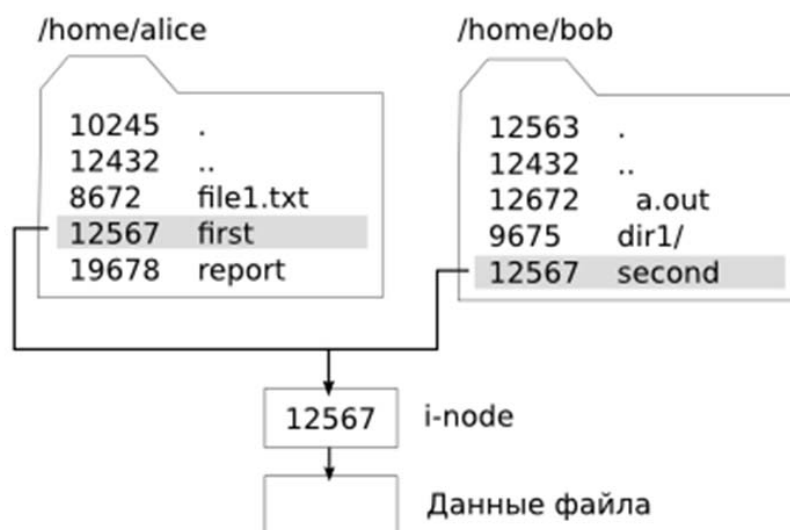 /home/alice
10245 .
12432 ..
8672 file1.txt
12567 first
19678 report
/home/bob
12563 .
12432 ..
12672 a.out
9675 dir1/
12567 second
12567
i-node
Данные файла